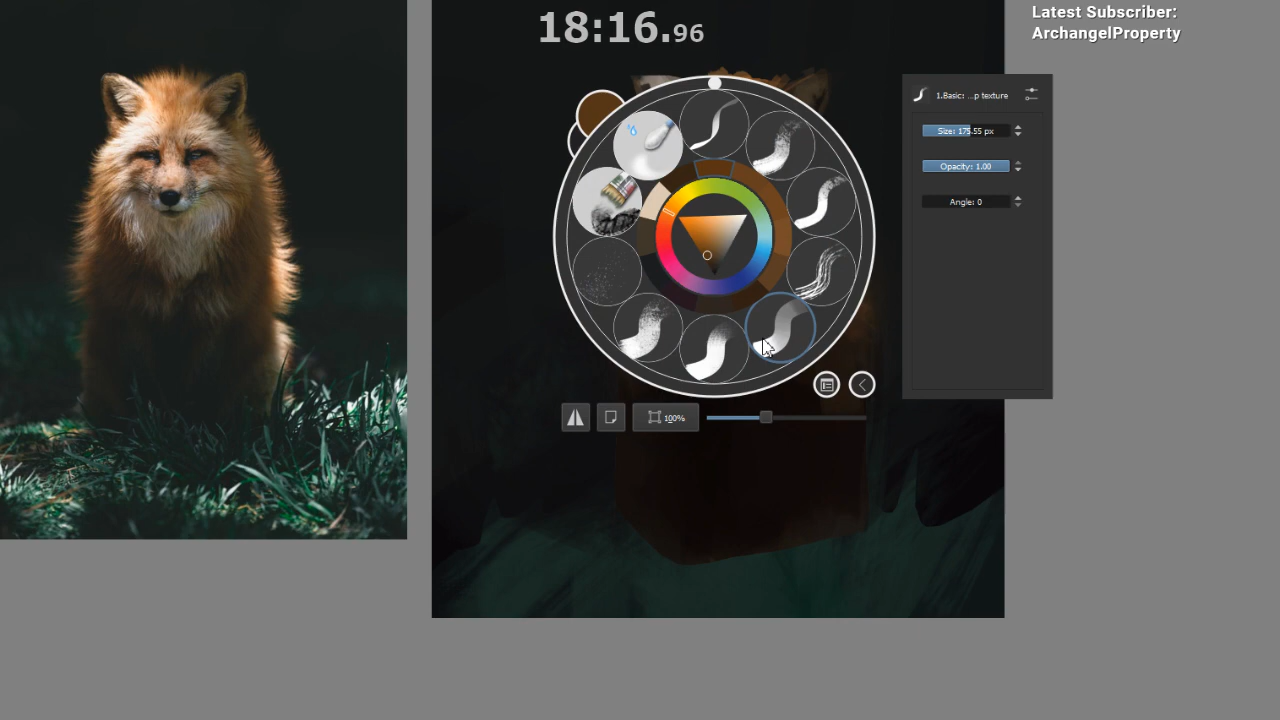 18:16.96
Latest Subscriber:
ArchangelProperty
1.Basic: ...p texture
Size: 175.55 px
Opacity: 1.00
Angle: 0
100%